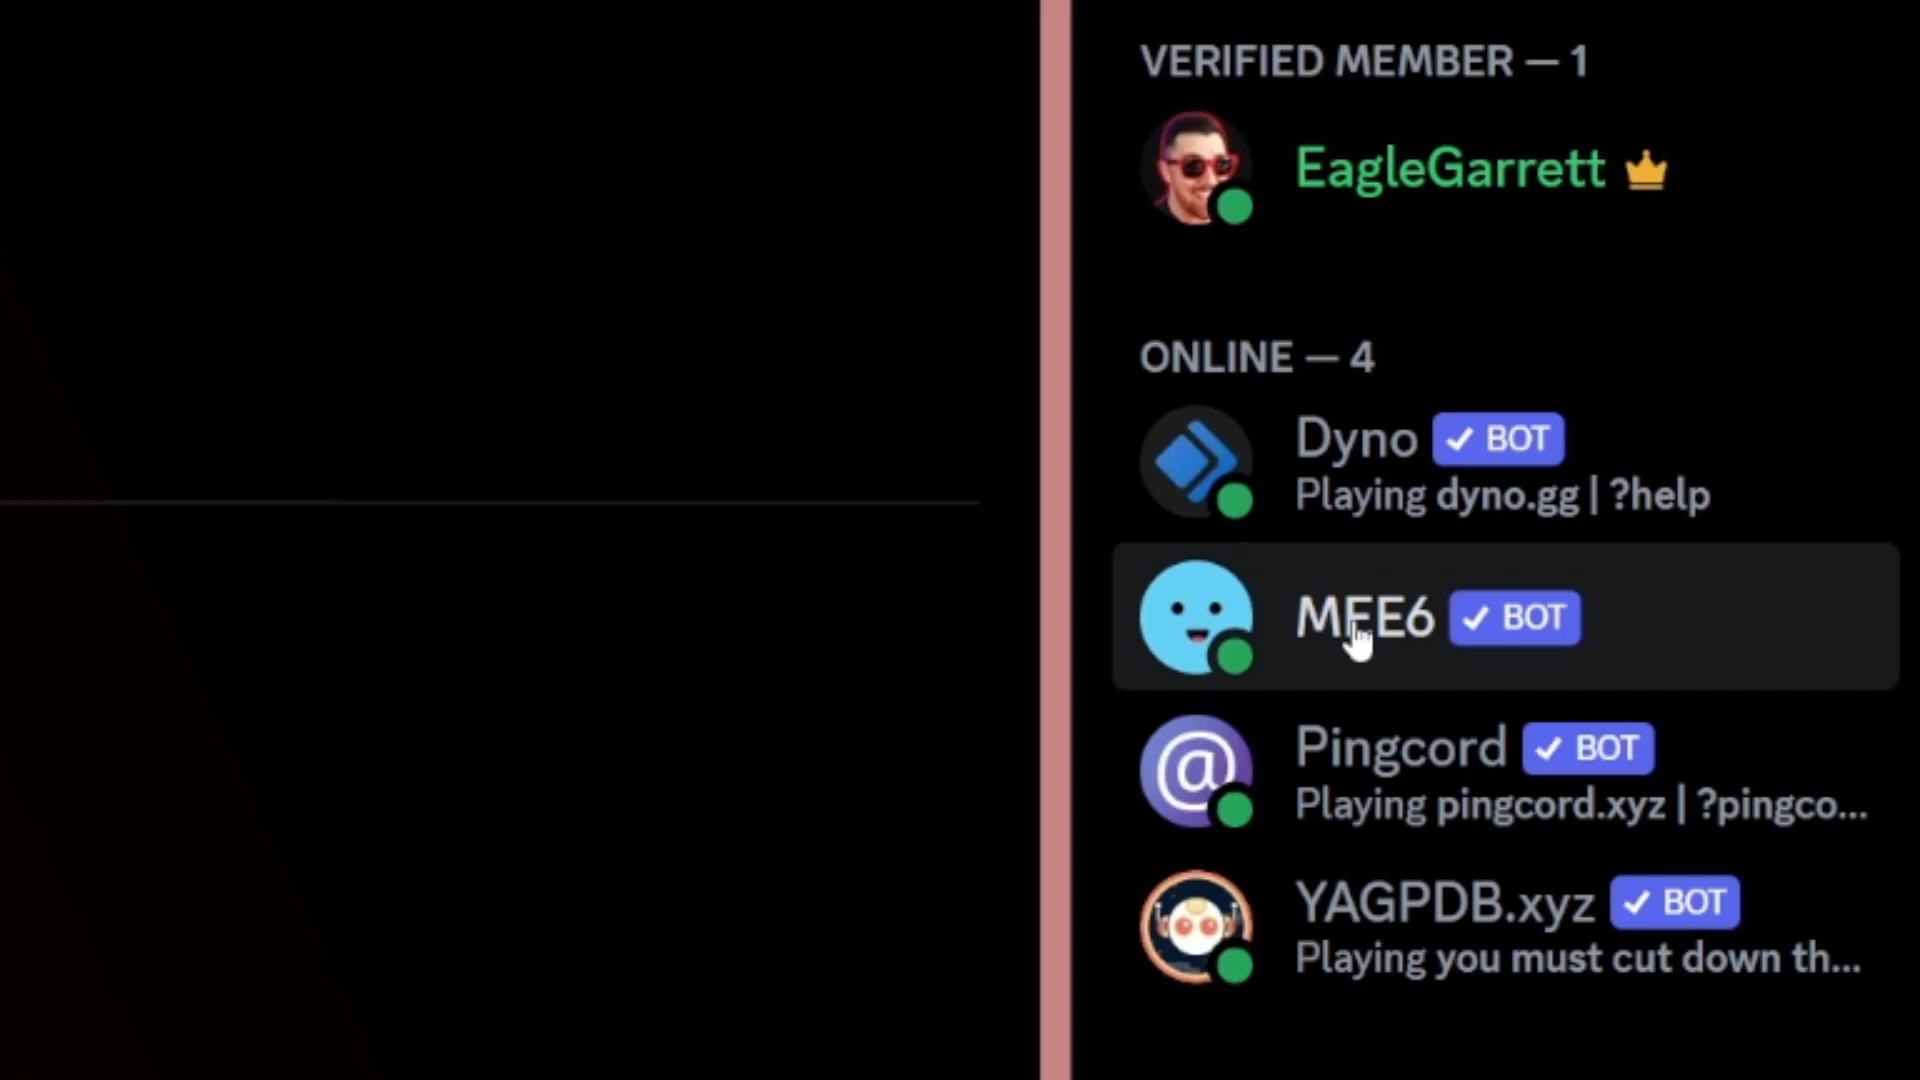 VERIFIED MEMBER — 1
EagleGarrett
ONLINE — 4
Dyno ✓ BOT
Playing dyno.gg | ?help
MEE6 ✓ BOT
@
Pingcord ✓ BOT
Playing pingcord.xyz | ?pingco...
YAGPDB.xyz ✓ BOT
Playing you must cut down th...